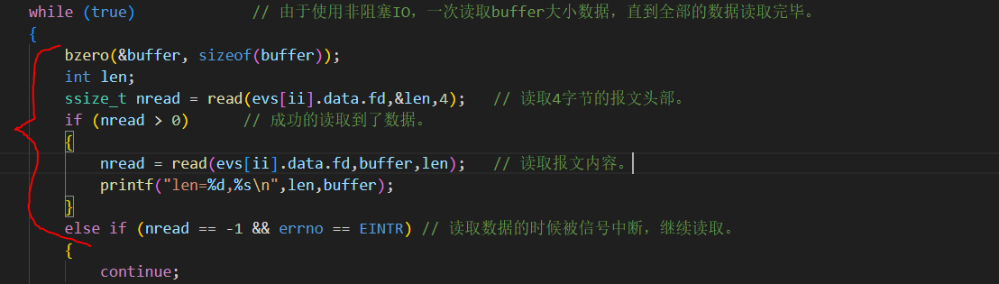 while (true)                // 由于使用非阻塞IO，一次读取buffer大小数据，直到全部的数据读取完毕。
{
    bzero(&buffer, sizeof(buffer));
    int len;
    ssize_t nread = read(evs[ii].data.fd,&len,4);   // 读取4字节的报文头部。
    if (nread > 0)      // 成功的读取到了数据。
    {
        nread = read(evs[ii].data.fd,buffer,len);   // 读取报文内容。
        printf("len=%d,%s\n",len,buffer);
    }
    else if (nread == -1 && errno == EINTR) // 读取数据的时候被信号中断，继续读取。
    {
        continue;